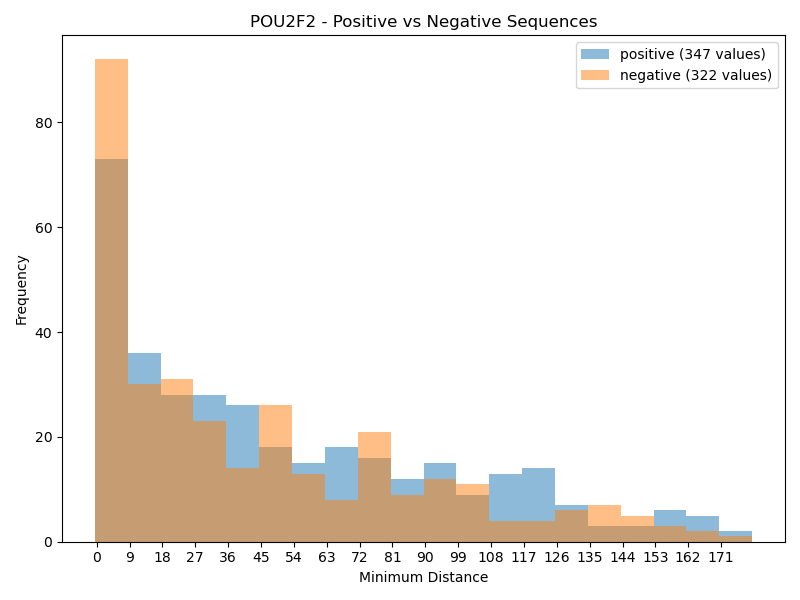 POU2F2 - Positive vs Negative Sequences
positive (347 values)
negative (322 values)
80
60
40
20
0
Frequency
0 9 18 27 36 45 54 63 72 81 90 99 108 117 126 135 144 153 162 171
Minimum Distance